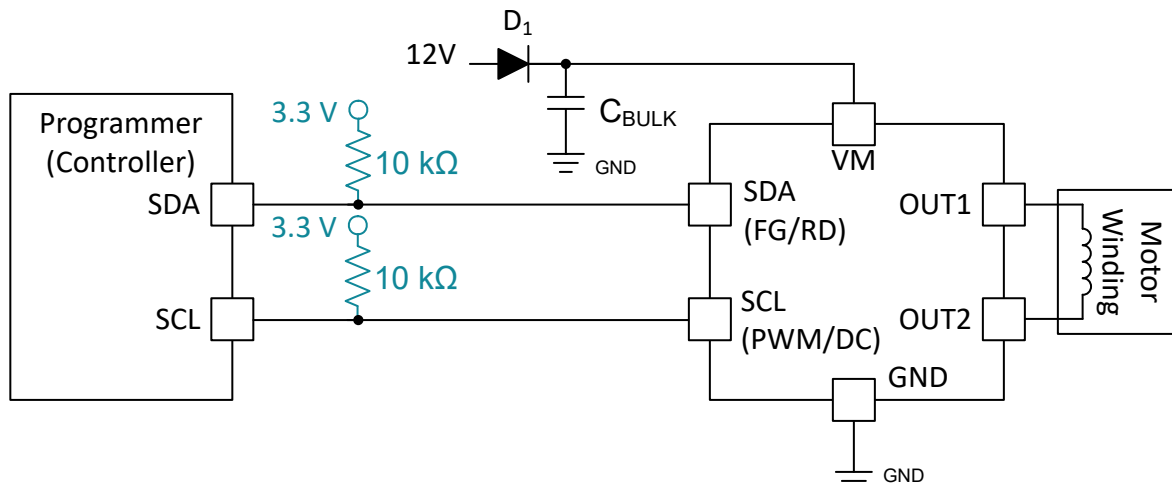 D1
12V
CBULK
GND
Programmer
(Controller)
3.3 V
10 kΩ
SDA
3.3 V
10 kΩ
SCL
VM
SDA
(FG/RD)
SCL
(PWM/DC)
OUT1
OUT2
GND
GND
Motor
Winding